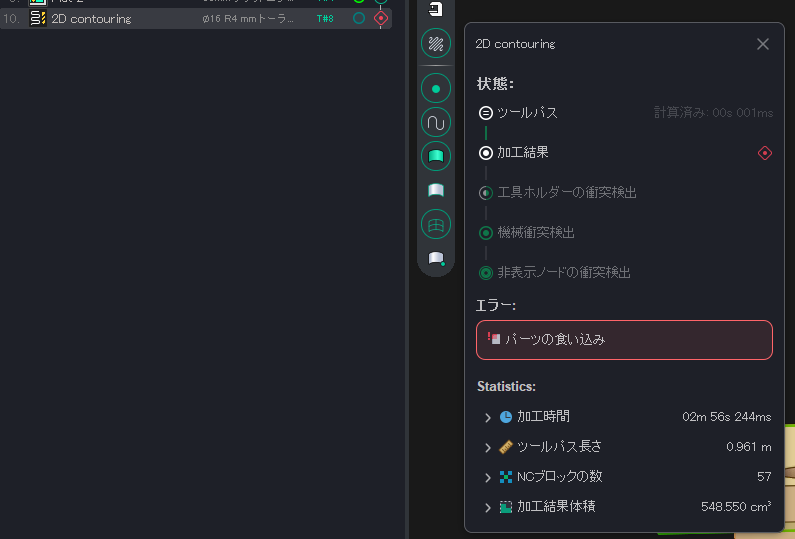 10. 2D contouring Ø16 R4 mmトーラ... T#8
2D contouring
状態:
ツールパス 計算済み: 00s 001ms
加工結果
工具ホルダーの衝突検出
機械衝突検出
非表示ノードの衝突検出
エラー:
パーツの食い込み
Statistics:
加工時間 02m 56s 244ms
ツールパス長さ 0.961 m
NCブロックの数 57
加工結果体積 548.550 cm³